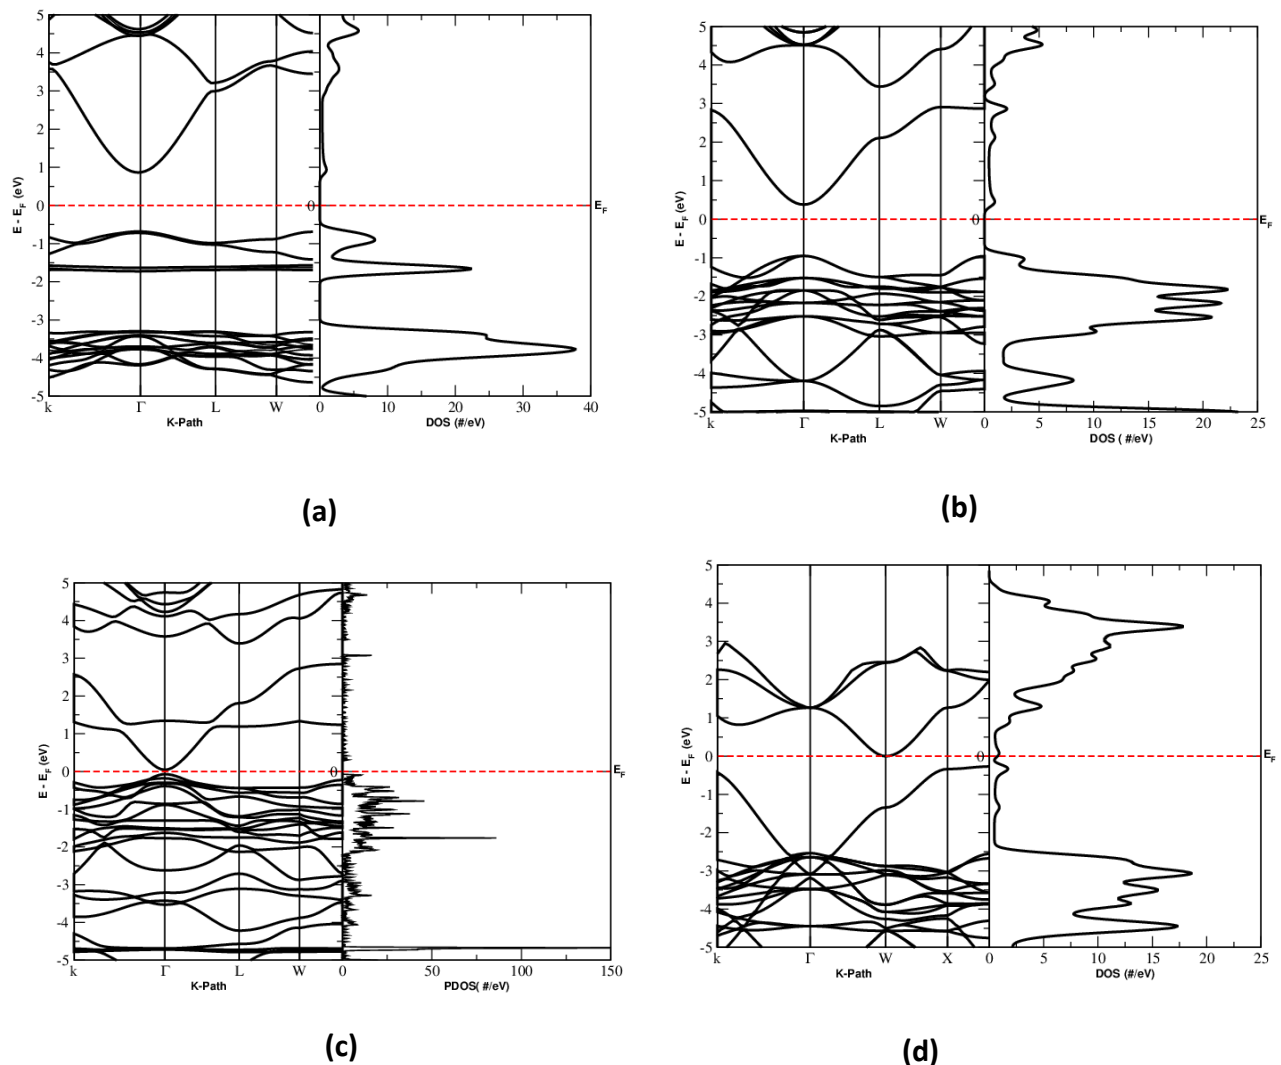 5
4
3
2
1
0
-1
-2
-3
-4
-5
E - E_F (eV)
k Γ L W
K-Path
0
0 10 20 30 40
DOS (#/eV)
E_F
(a)
5
4
3
2
1
0
-1
-2
-3
-4
-5
E - E_F (eV)
k Γ L W
K-Path
0
0 5 10 15 20 25
DOS ( #/eV)
E_F
(b)
5
4
3
2
1
0
-1
-2
-3
-4
-5
E - E_F (eV)
k Γ L W
K-Path
0
0 50 100 150
PDOS( #/eV)
E_F
(c)
5
4
3
2
1
0
-1
-2
-3
-4
-5
E - E_F (eV)
k Γ W X
K-Path
0
0 5 10 15 20 25
DOS (#/eV)
E_F
(d)